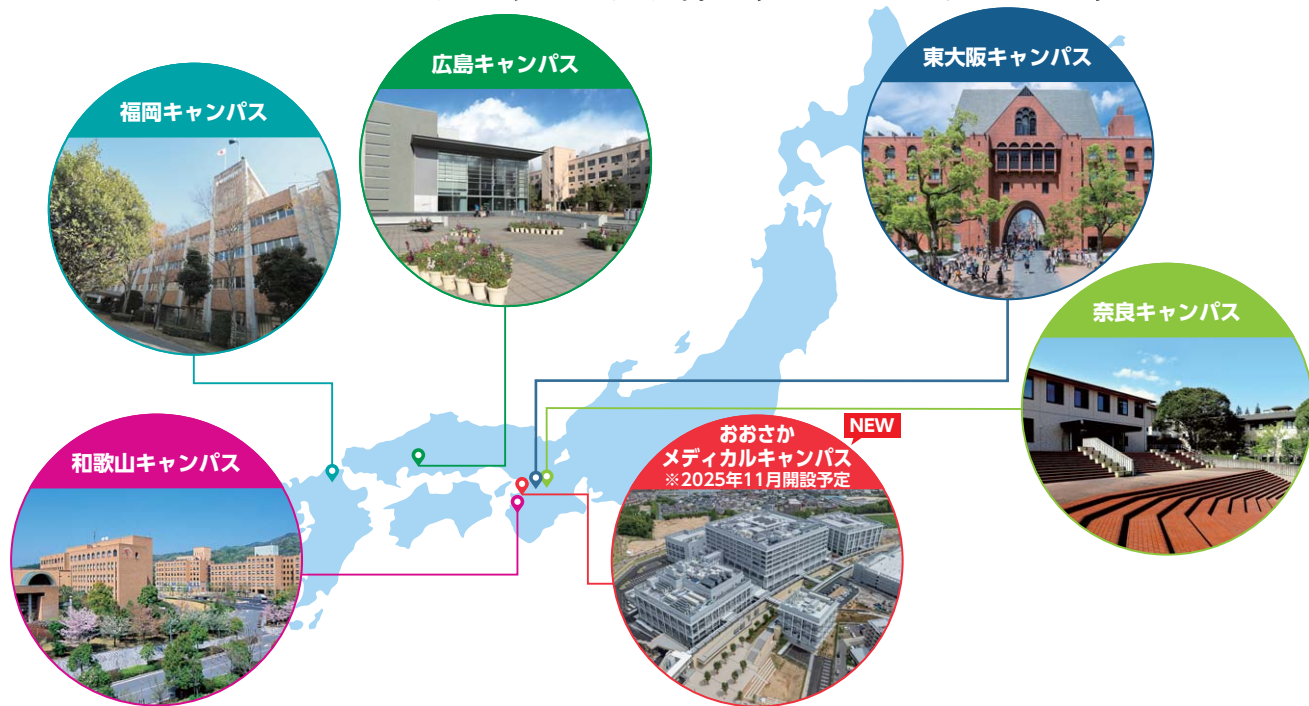 福岡キャンパス
広島キャンパス
東大阪キャンパス
奈良キャンパス
和歌山キャンパス
おおさか
メディカルキャンパス
※2025年11月開設予定
NEW